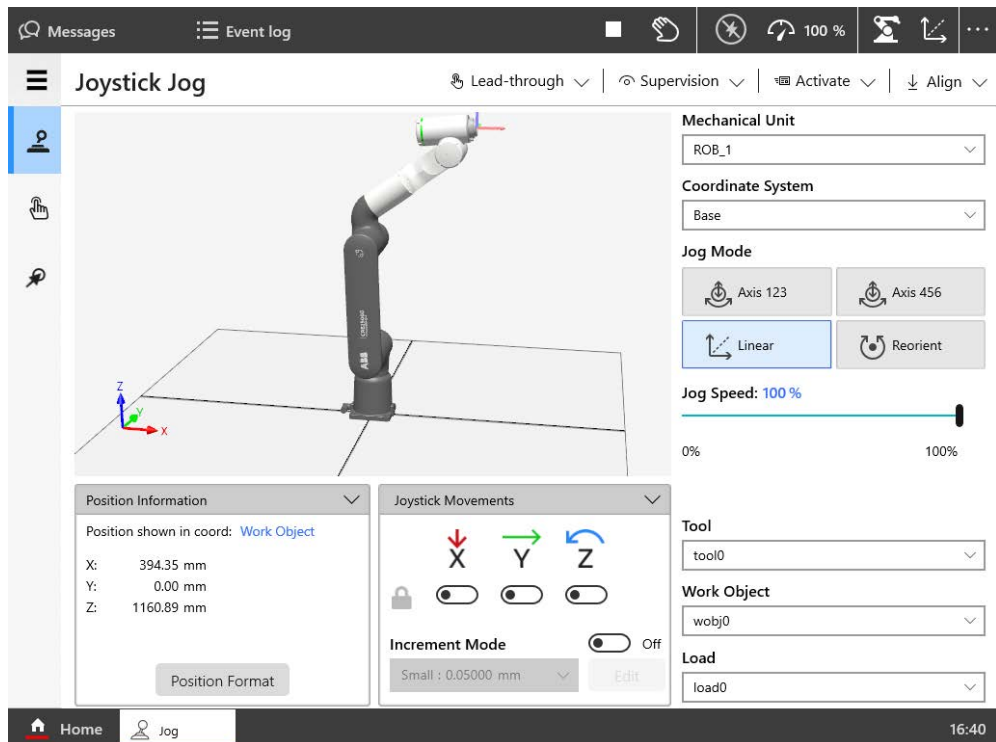 Messages
Event log
100 %
Joystick Jog
Lead-through
Supervision
Activate
Align
Mechanical Unit
ROB_1
Coordinate System
Base
Jog Mode
Axis 123
Axis 456
Linear
Reorient
Jog Speed: 100 %
0%
100%
Z
Y
X
ABB
Position Information
Position shown in coord: Work Object
X: 394.35 mm
Y: 0.00 mm
Z: 1160.89 mm
Position Format
Joystick Movements
X
Y
Z
Increment Mode
Off
Small : 0.05000 mm
Edit
Tool
tool0
Work Object
wobj0
Load
load0
Home
Jog
16:40